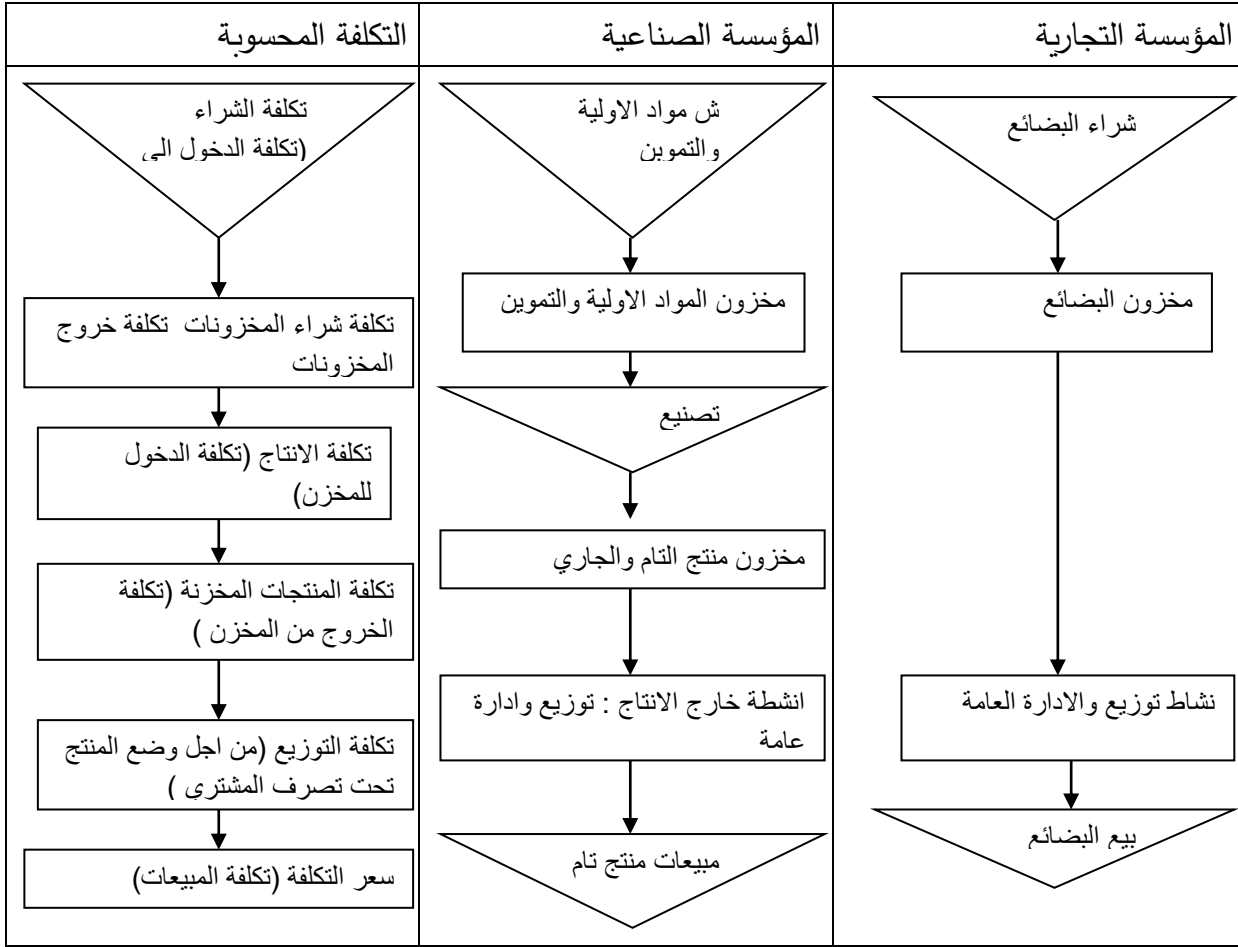 المؤسسة التجارية
المؤسسة الصناعية
التكلفة المحسوبة
شراء البضائع
مخزون البضائع
نشاط توزيع والادارة العامة
بيع البضائع
ش مواد الاولية
والتموين
مخزون المواد الاولية والتموين
تصنيع
مخزون منتج التام والجاري
انشطة خارج الانتاج : توزيع وادارة
عامة
مبيعات منتج تام
تكلفة الشراء
(تكلفة الدخول الى
تكلفة شراء المخزونات تكلفة خروج
المخزونات
تكلفة الانتاج (تكلفة الدخول
للمخزن)
تكلفة المنتجات المخزنة (تكلفة
الخروج من المخزن )
تكلفة التوزيع (من اجل وضع المنتج
تحت تصرف المشتري )
سعر التكلفة (تكلفة المبيعات)